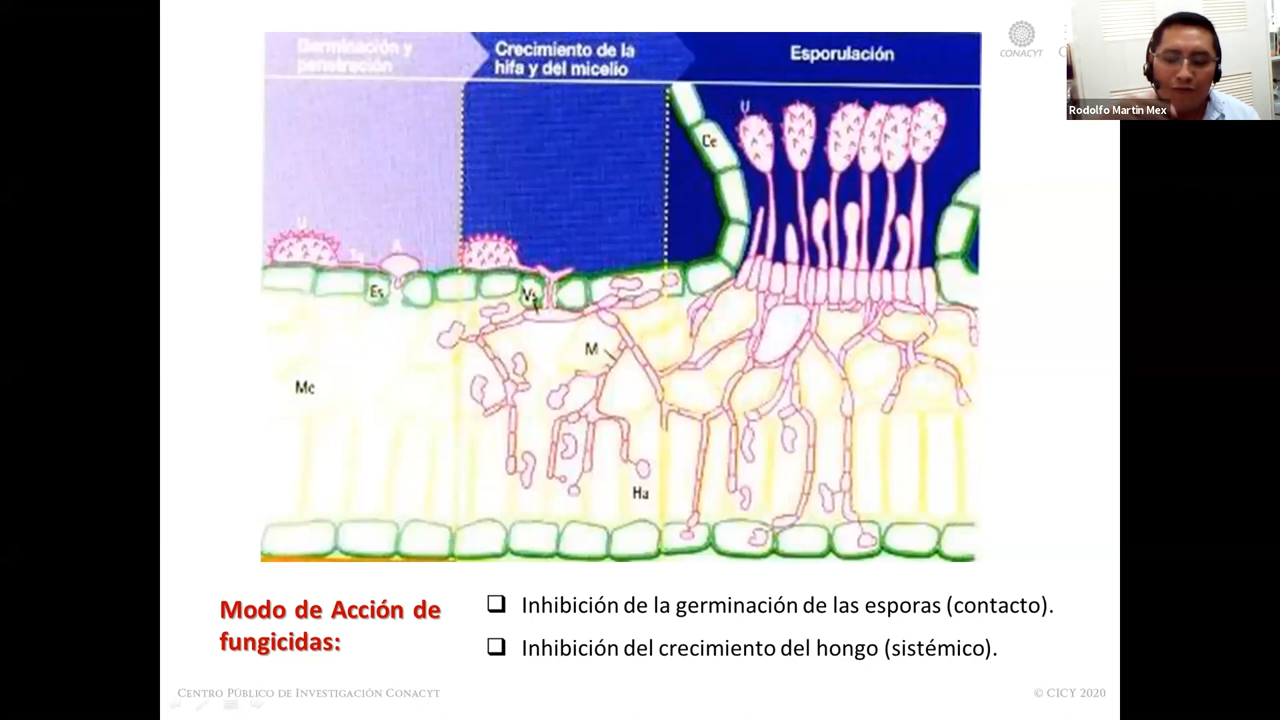 Germinación y
penetración
Crecimiento de la
hifa y del micelio
Esporulación
CONACYT
C
Rodolfo Martin Mex
U
Cc
U
A
Es
Vs
M
Mc
Ha
Modo de Acción de
fungicidas:
❑ Inhibición de la germinación de las esporas (contacto).
❑ Inhibición del crecimiento del hongo (sistémico).
CENTRO PÚBLICO DE INVESTIGACIÓN CONACYT
© CICY 2020